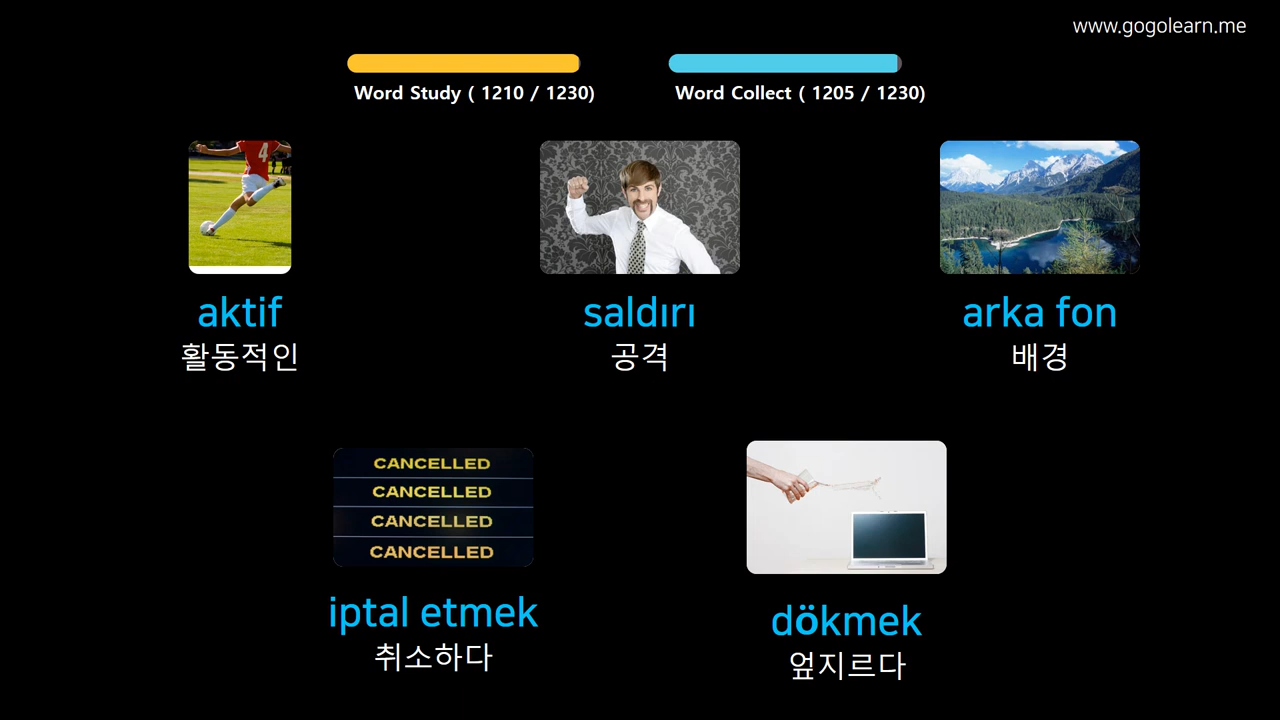 www.gogolearn.me
Word Study ( 1210 / 1230)
Word Collect ( 1205 / 1230)
4
aktif
활동적인
saldırı
공격
arka fon
배경
CANCELLED
CANCELLED
CANCELLED
CANCELLED
iptal etmek
취소하다
dökmek
엎지르다